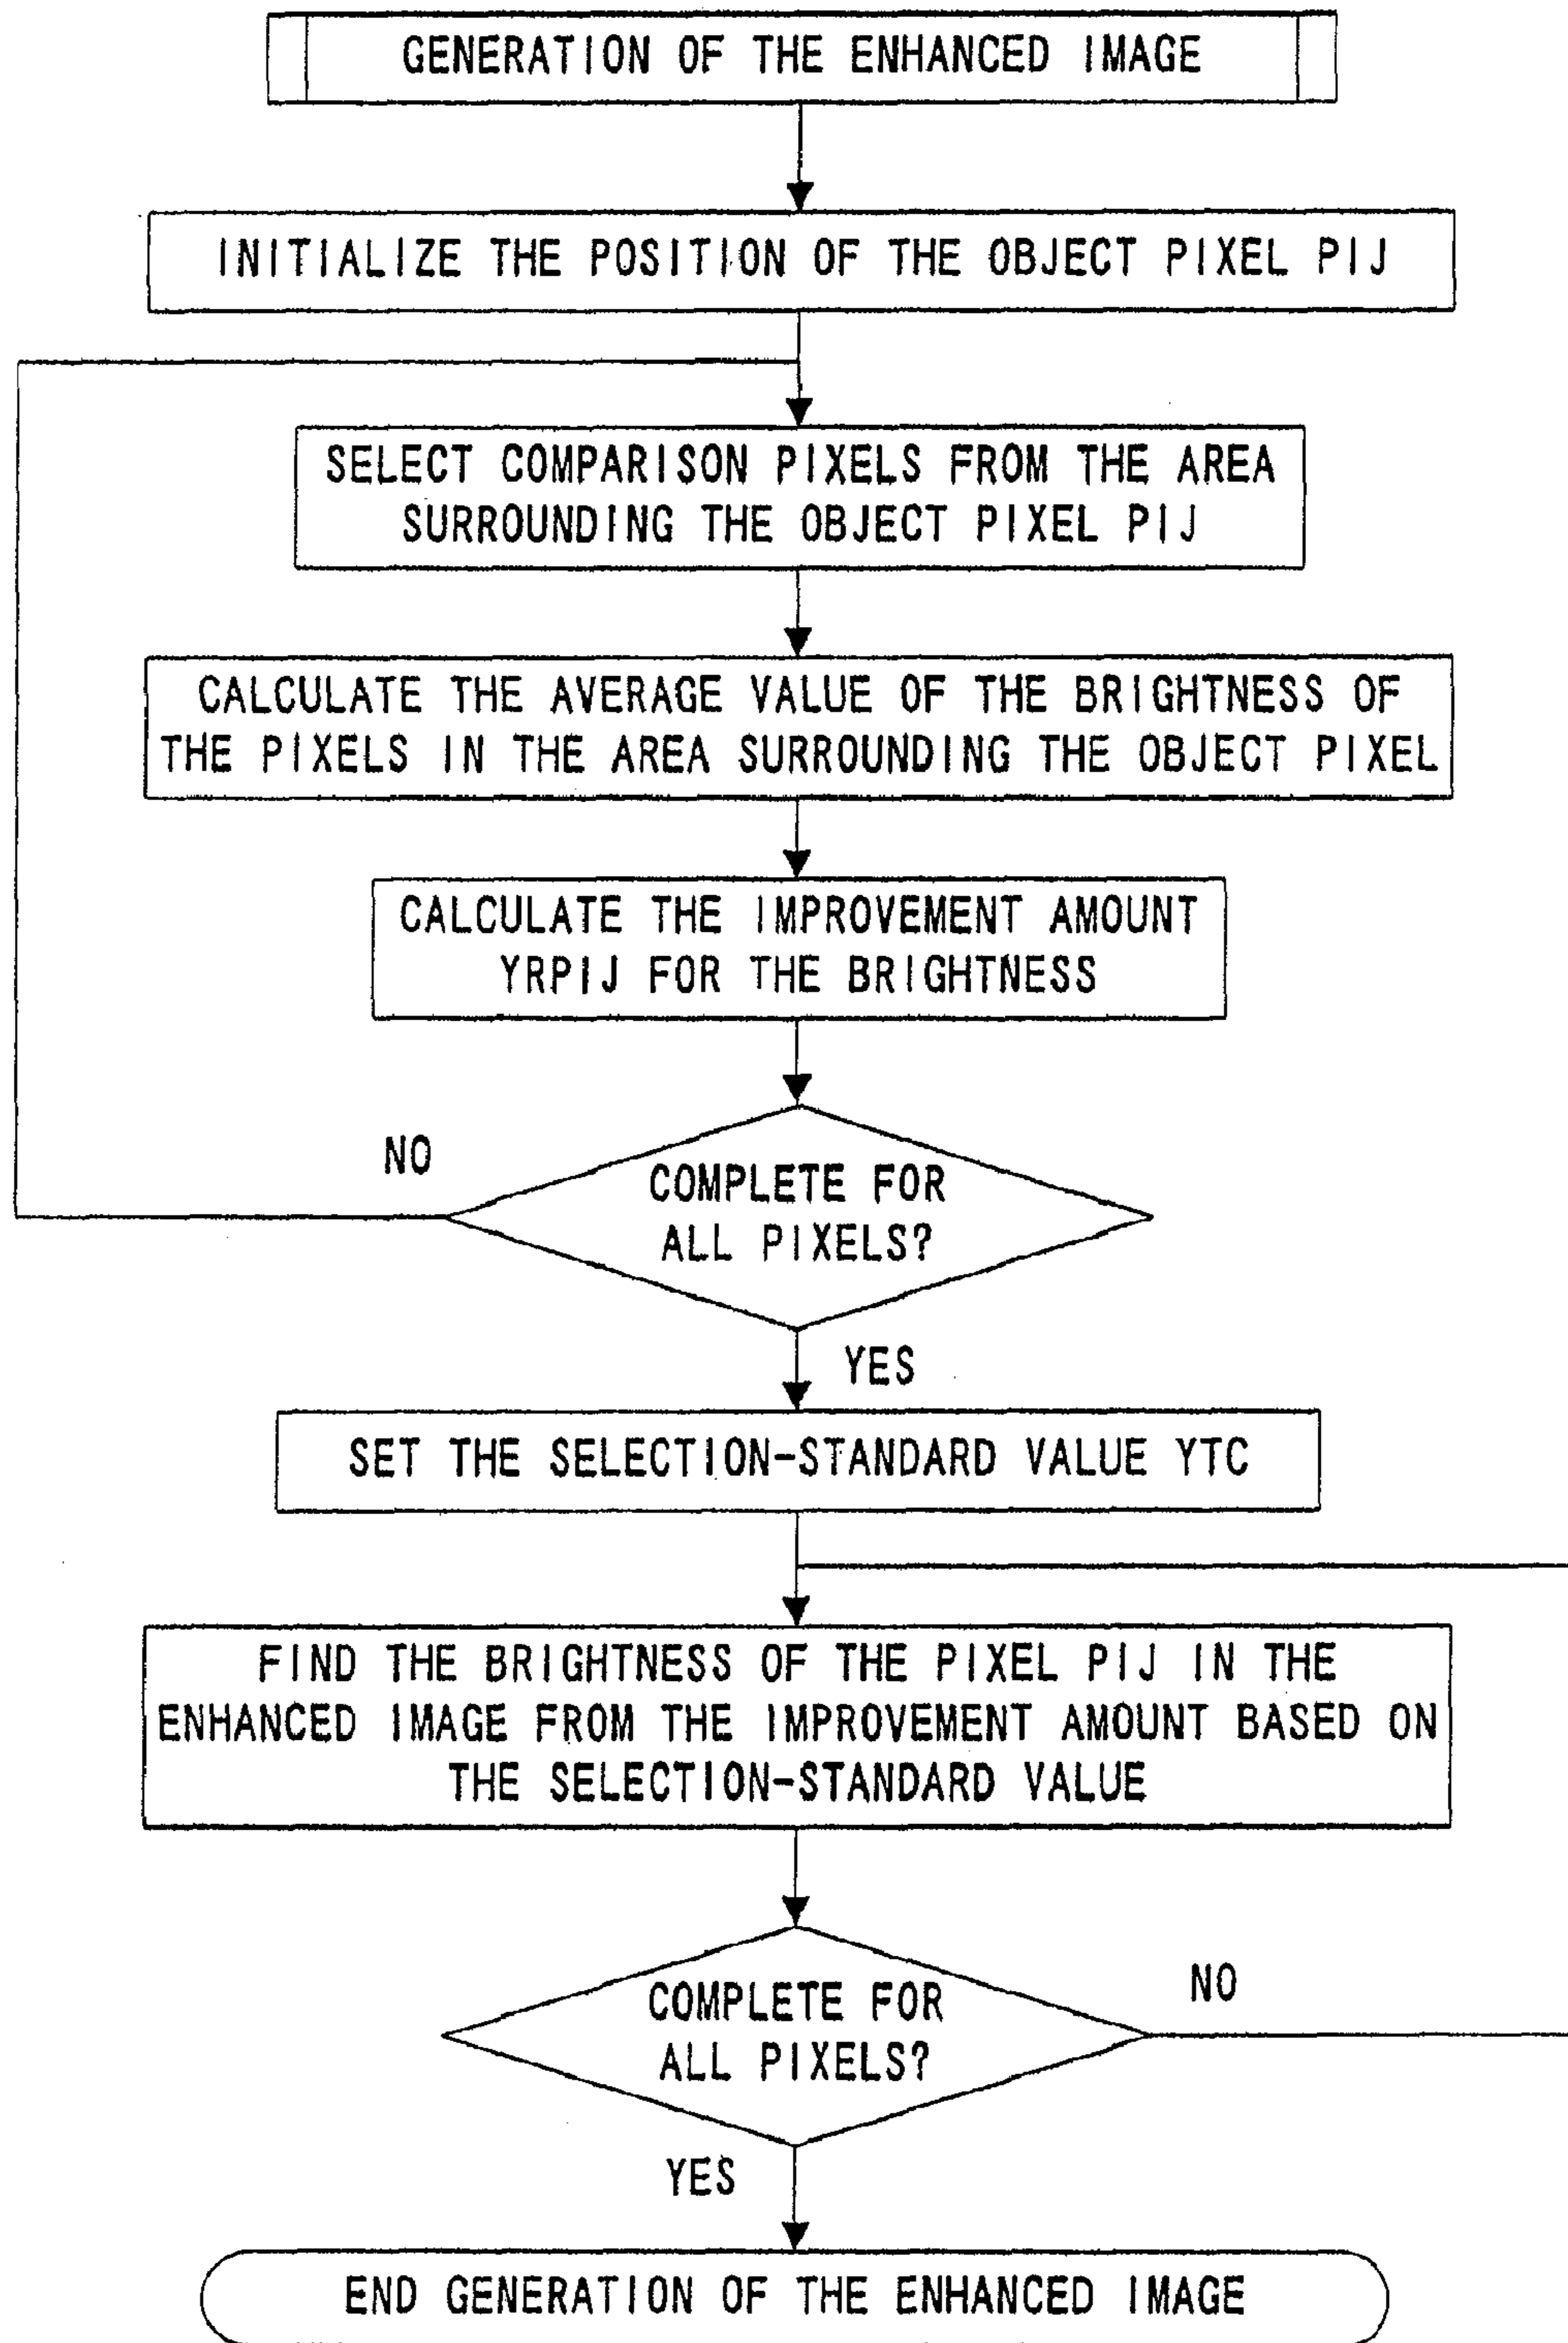 GENERATION OF THE ENHANCED IMAGE
INITIALIZE THE POSITION OF THE OBJECT PIXEL PIJ
SELECT COMPARISON PIXELS FROM THE AREA
SURROUNDING THE OBJECT PIXEL PIJ
CALCULATE THE AVERAGE VALUE OF THE BRIGHTNESS OF
THE PIXELS IN THE AREA SURROUNDING THE OBJECT PIXEL
CALCULATE THE IMPROVEMENT AMOUNT
YRPIJ FOR THE BRIGHTNESS
NO
COMPLETE FOR
ALL PIXELS?
YES
SET THE SELECTION-STANDARD VALUE YTC
FIND THE BRIGHTNESS OF THE PIXEL PIJ IN THE
ENHANCED IMAGE FROM THE IMPROVEMENT AMOUNT BASED ON
THE SELECTION-STANDARD VALUE
NO
COMPLETE FOR
ALL PIXELS?
YES
END GENERATION OF THE ENHANCED IMAGE